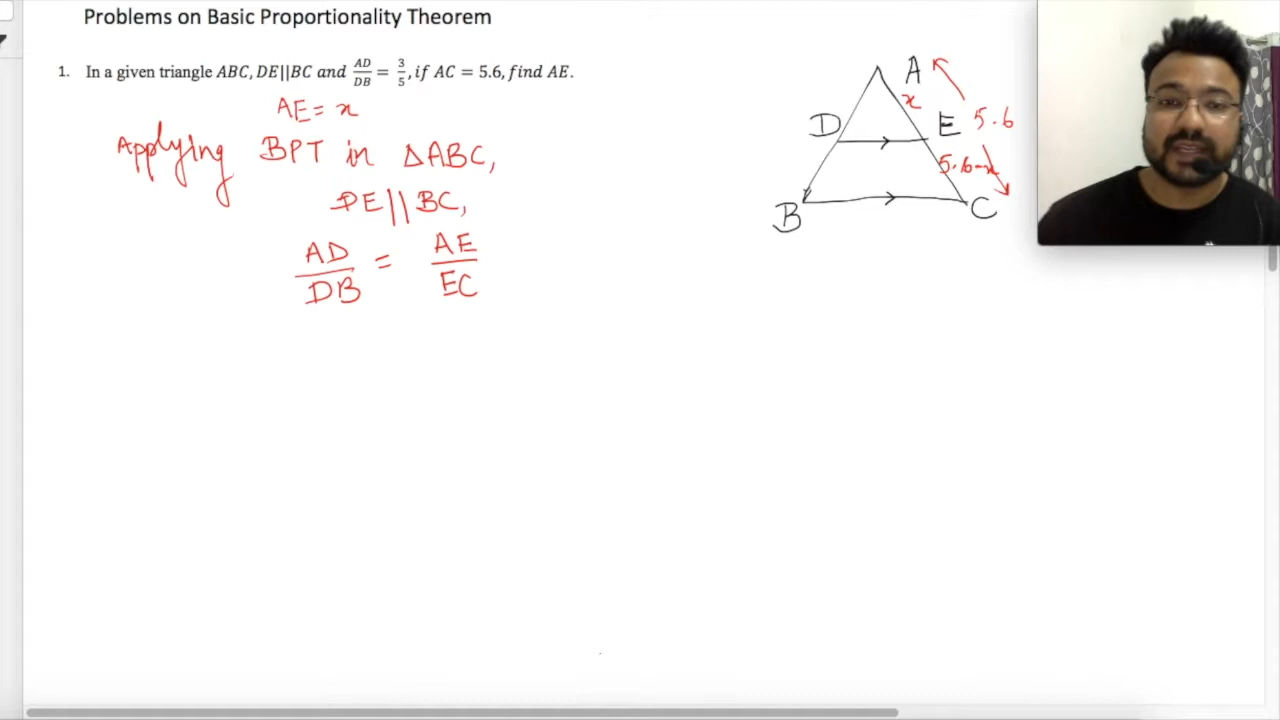 Problems on Basic Proportionality Theorem
1. In a given triangle ABC, DE||BC and AD/DB = 3/5, if AC = 5.6, find AE.
AE = x
Applying BPT in ΔABC,
DE||BC,
AD/DB = AE/EC
A
x
D
E
5.6
5.6-x
B
C